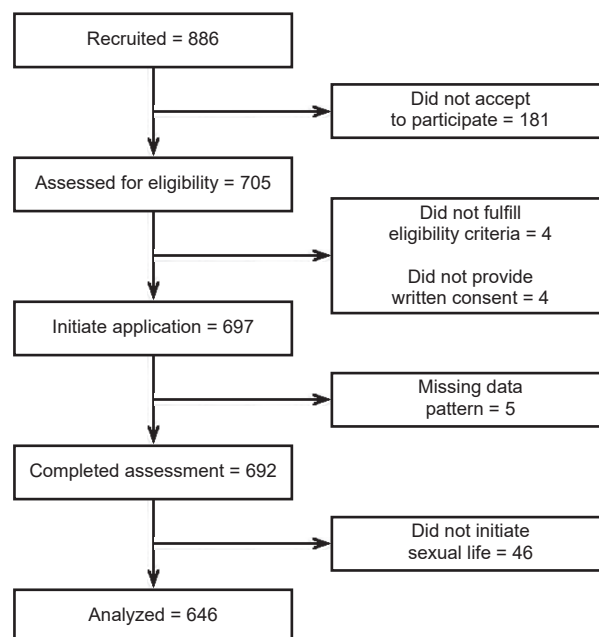 Recruited = 886
Did not accept
to participate = 181
Assessed for eligibility = 705
Did not fulfill
eligibility criteria = 4
Did not provide
written consent = 4
Initiate application = 697
Missing data
pattern = 5
Completed assessment = 692
Did not initiate
sexual life = 46
Analyzed = 646